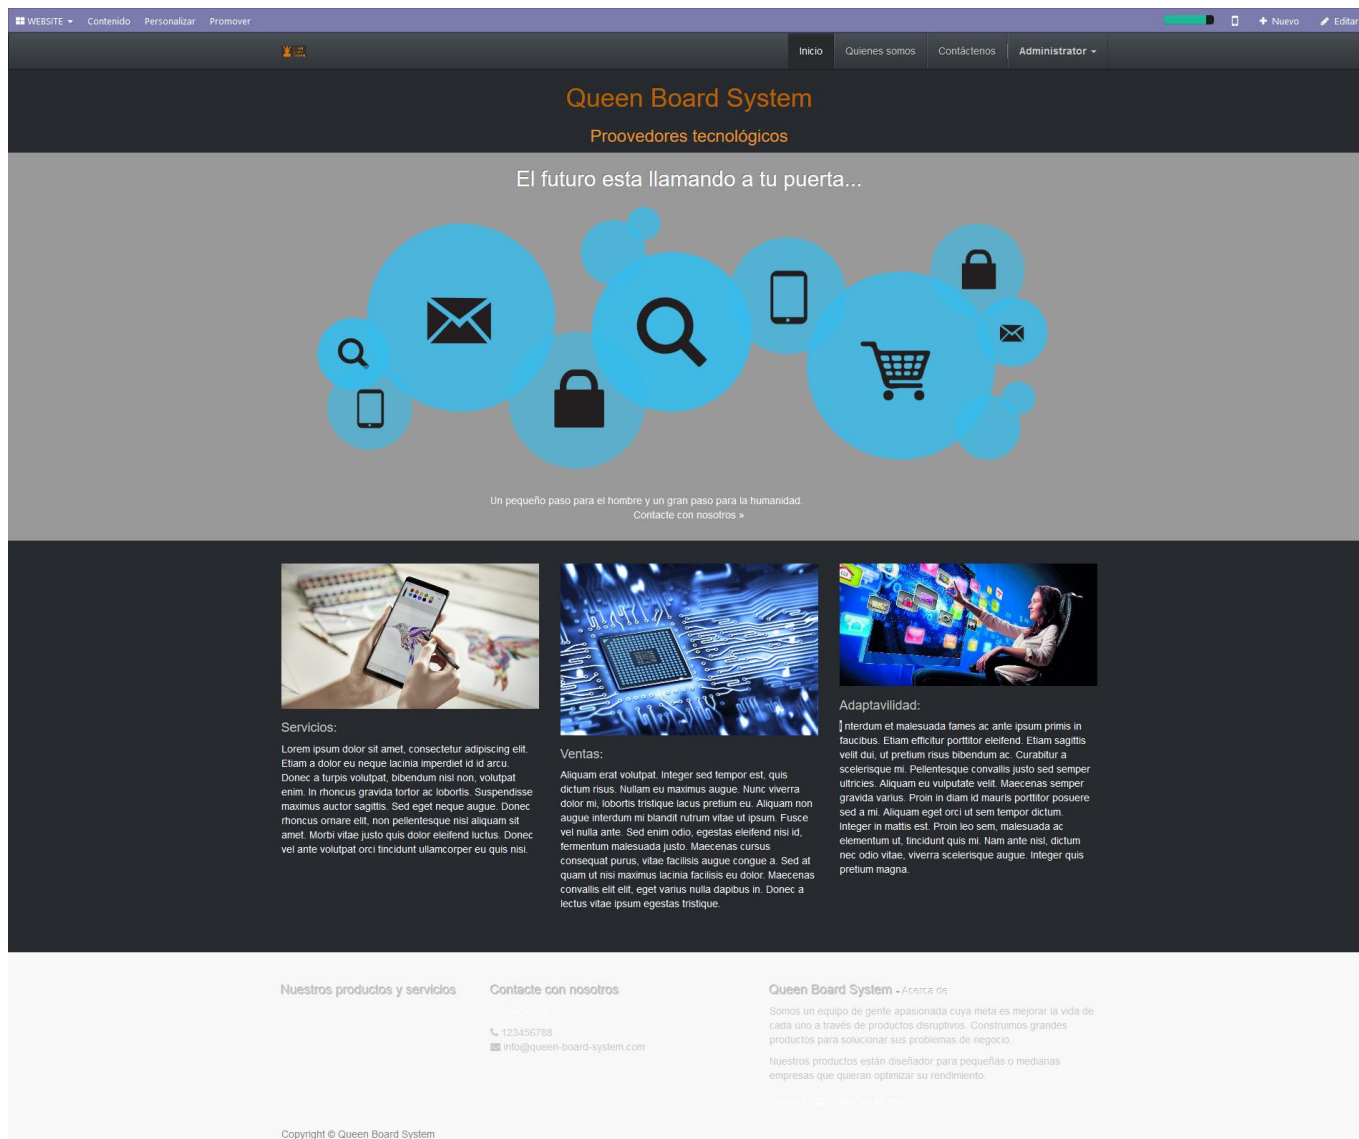 WEBSITE Contenido Personalizar Promover
Nuevo Editar
Inicio Quienes somos Contáctenos Administrator
Queen Board System
Proovedores tecnológicos
El futuro esta llamando a tu puerta...
Un pequeño paso para el hombre y un gran paso para la humanidad.
Contacte con nosotros »
Servicios:
Lorem ipsum dolor sit amet, consectetur adipiscing elit.
Etiam a dolor eu neque lacinia imperdiet id id arcu.
Donec a turpis volutpat, bibendum nisl non, volutpat
enim. In rhoncus gravida tortor ac lobortis. Suspendisse
maximus auctor sagittis. Sed eget neque augue. Donec
rhoncus ornare elit, non pellentesque nisl aliquam sit
amet. Morbi vitae justo quis dolor eleifend luctus. Donec
vel ante volutpat orci tincidunt ullamcorper eu quis nisi.
Ventas:
Aliquam erat volutpat. Integer sed tempor est, quis
dictum risus. Nullam eu maximus augue. Nunc viverra
dolor mi, lobortis tristique lacus pretium eu. Aliquam non
augue interdum mi blandit rutrum vitae ut ipsum. Fusce
vel nulla ante. Sed enim odio, egestas eleifend nisi id,
fermentum malesuada justo. Maecenas cursus
consequat purus, vitae facilisis augue congue a. Sed at
quam ut nisi maximus lacinia facilisis eu dolor. Maecenas
convallis elit elit, eget varius nulla dapibus in. Donec a
lectus vitae ipsum egestas tristique.
Adaptavilidad:
Interdum et malesuada fames ac ante ipsum primis in
faucibus. Etiam efficitur porttitor eleifend. Etiam sagittis
velit dui, ut pretium risus bibendum ac. Curabitur a
scelerisque mi. Pellentesque convallis justo sed semper
ultricies. Aliquam eu vulputate velit. Maecenas semper
gravida varius. Proin in diam id mauris porttitor posuere
sed a mi. Aliquam eget orci ut sem tempor dictum.
Integer in mattis est. Proin leo sem, malesuada ac
elementum ut, tincidunt quis mi. Nam ante nisl, dictum
nec odio vitae, viverra scelerisque augue. Integer quis
pretium magna.
Nuestros productos y servicios
Contacte con nosotros
123456788
info@queen-board-system.com
Queen Board System - Acerca de
Somos un equipo de gente apasionada cuya meta es mejorar la vida de
cada uno a través de productos disruptivos. Construimos grandes
productos para solucionar sus problemas de negocio.
Nuestros productos están diseñador para pequeñas o medianas
empresas que quieran optimizar su rendimiento.
Copyright © Queen Board System